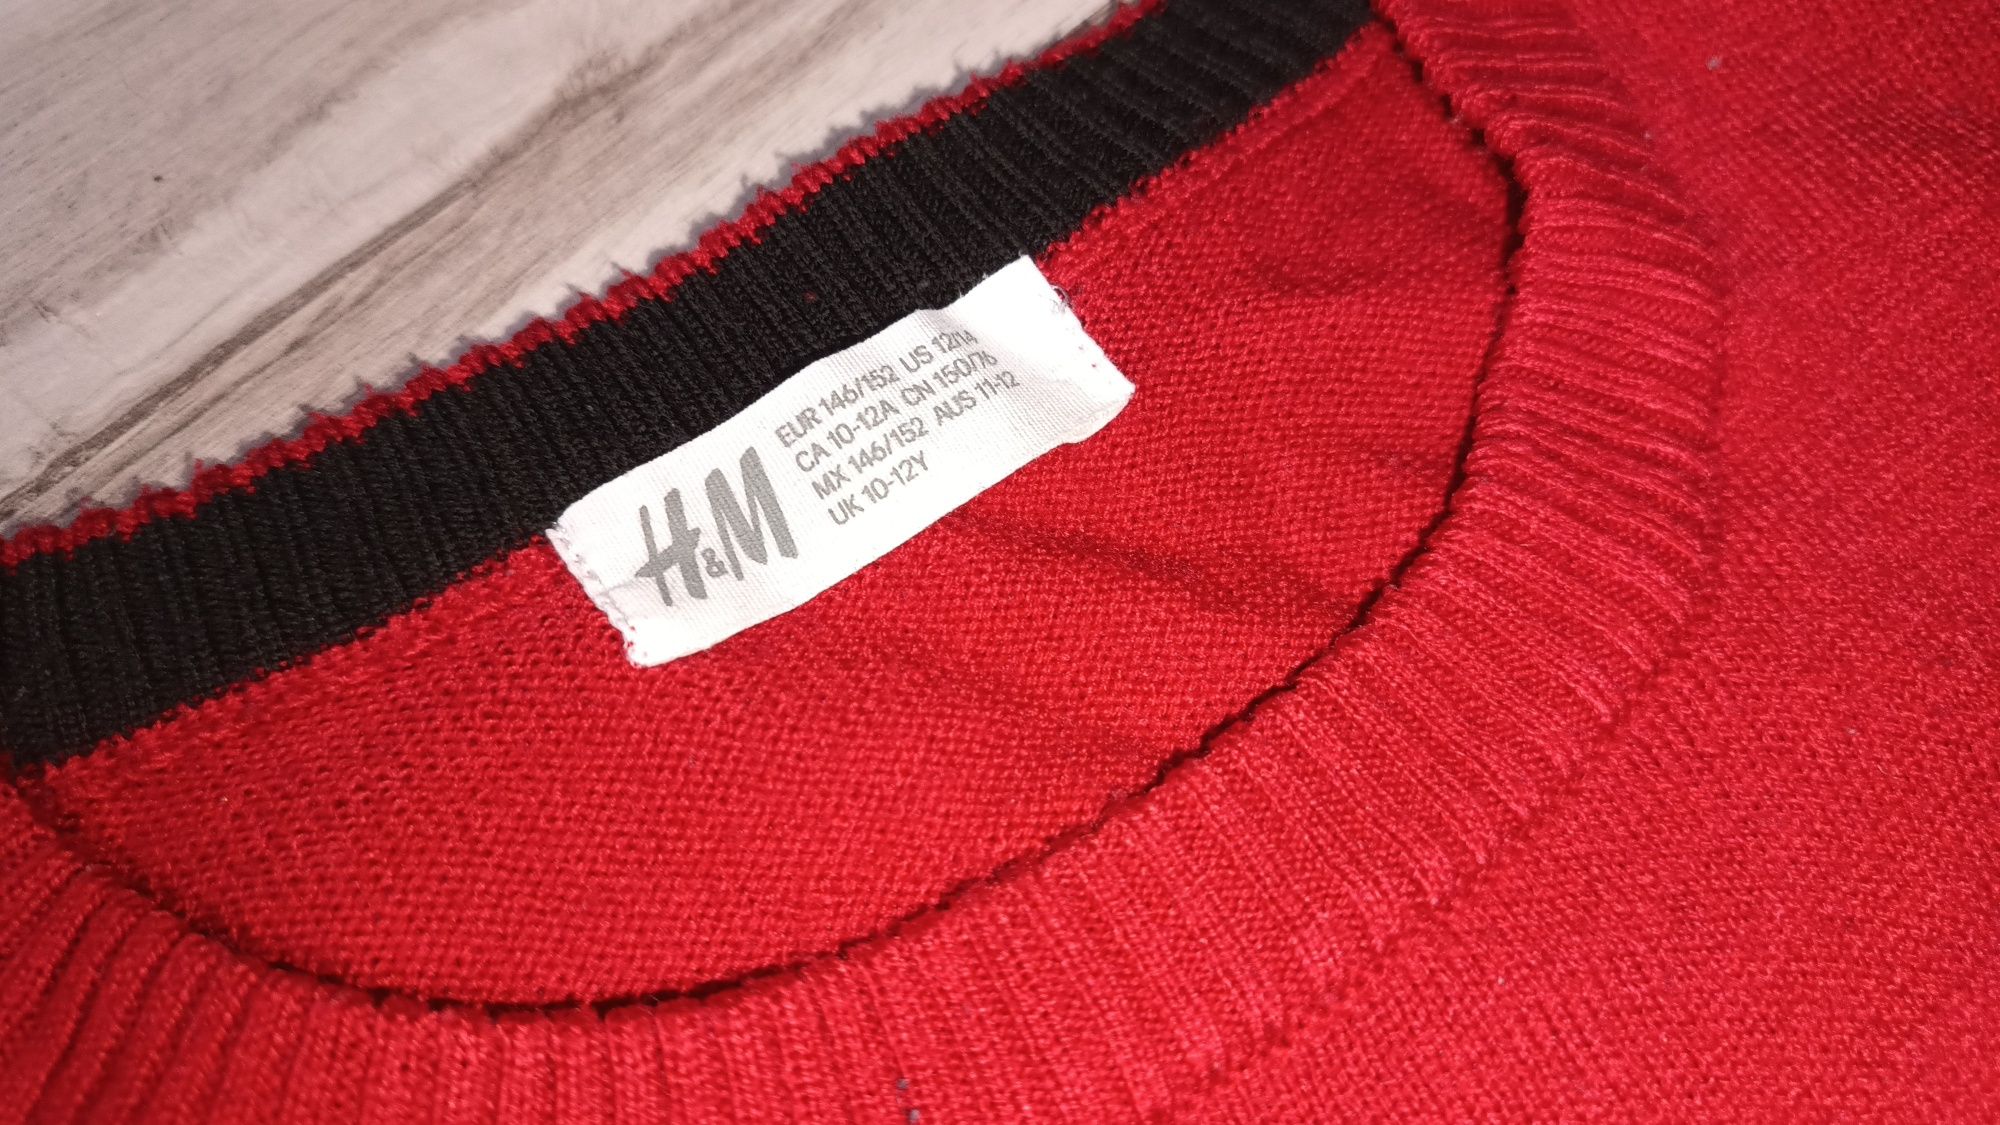 H&M
EUR 146/152 US 12/14
CA 10-12A CN 150/76
MX 146/152 AUS 11-12
UK 10-12Y